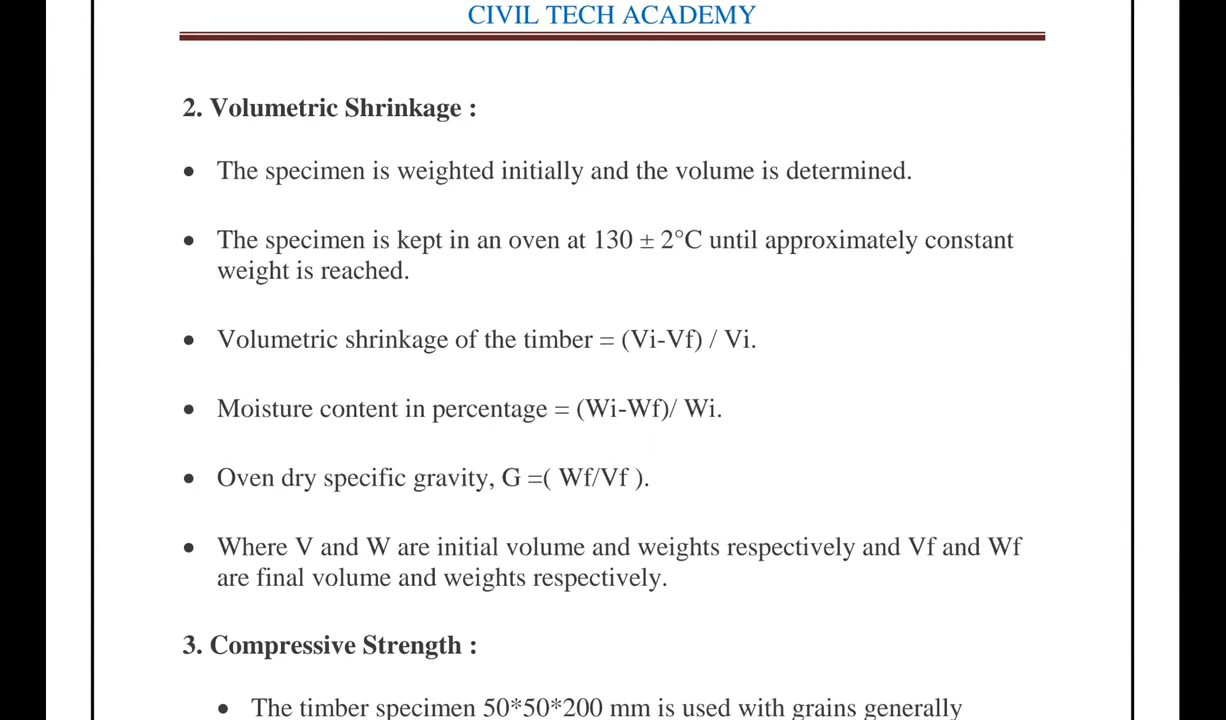 CIVIL TECH ACADEMY
2. Volumetric Shrinkage :
• The specimen is weighted initially and the volume is determined.
• The specimen is kept in an oven at 130 ± 2°C until approximately constant
weight is reached.
• Volumetric shrinkage of the timber = (Vi-Vf) / Vi.
• Moisture content in percentage = (Wi-Wf)/ Wi.
• Oven dry specific gravity, G =( Wf/Vf ).
• Where V and W are initial volume and weights respectively and Vf and Wf
are final volume and weights respectively.
3. Compressive Strength :
• The timber specimen 50*50*200 mm is used with grains generally